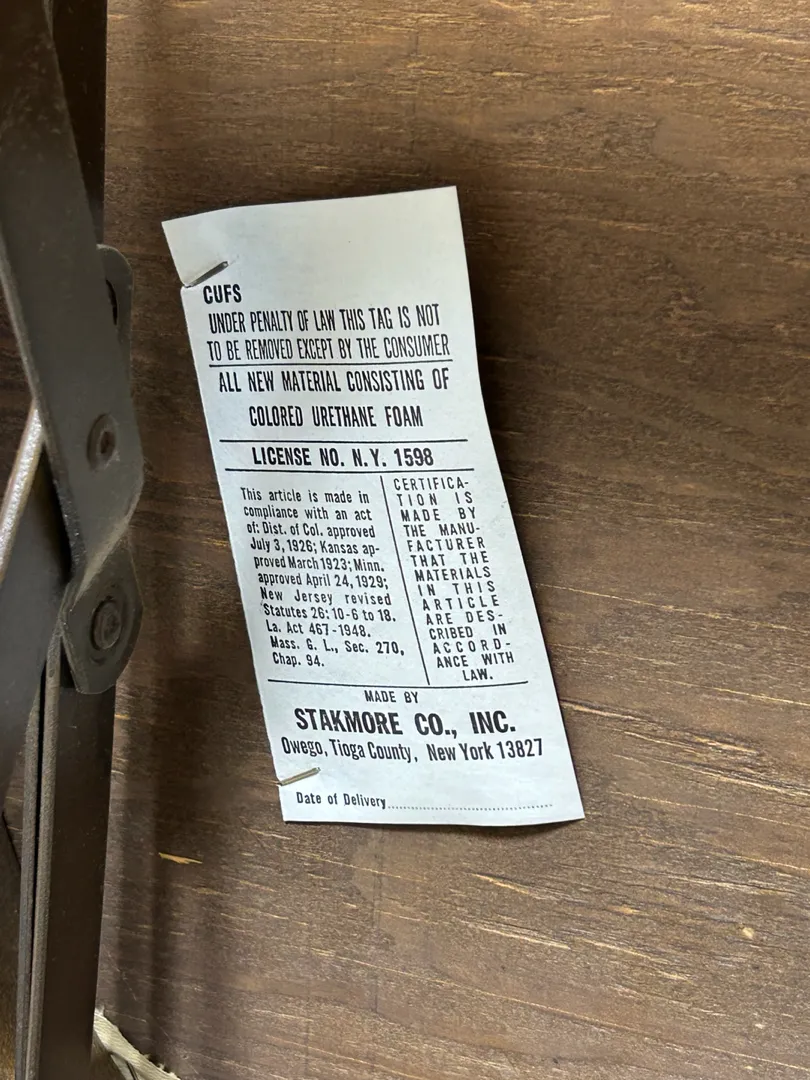 CUFS
UNDER PENALTY OF LAW THIS TAG IS NOT
TO BE REMOVED EXCEPT BY THE CONSUMER
ALL NEW MATERIAL CONSISTING OF
COLORED URETHANE FOAM
LICENSE NO. N.Y. 1598
This article is made in
compliance with an act
of: Dist. of Col. approved
July 3, 1926; Kansas ap-
proved March 1923; Minn.
approved April 24, 1929;
New Jersey revised
Statutes 26:10-6 to 18.
La. Act 467-1948.
Mass. G. L., Sec. 270,
Chap. 94.
CERTIFICA-
TION IS
MADE BY
THE MANU-
FACTURER
THAT THE
MATERIALS
IN THIS
ARTICLE
ARE DES-
CRIBED IN
ACCORD-
ANCE WITH
LAW.
MADE BY
STAKMORE CO., INC.
Owego, Tioga County, New York 13827
Date of Delivery........................................